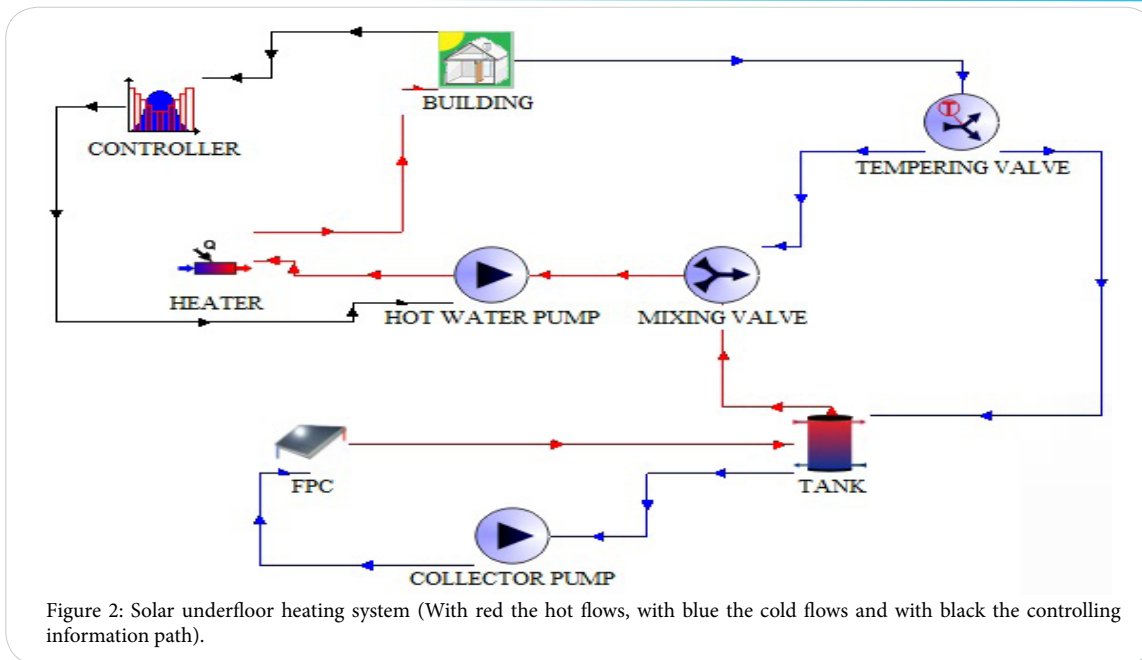 BUILDING
CONTROLLER
T
TEMPERING VALVE
Q
HEATER
HOT WATER PUMP
MIXING VALVE
FPC
TANK
COLLECTOR PUMP
Figure 2: Solar underfloor heating system (With red the hot flows, with blue the cold flows and with black the controlling
information path).